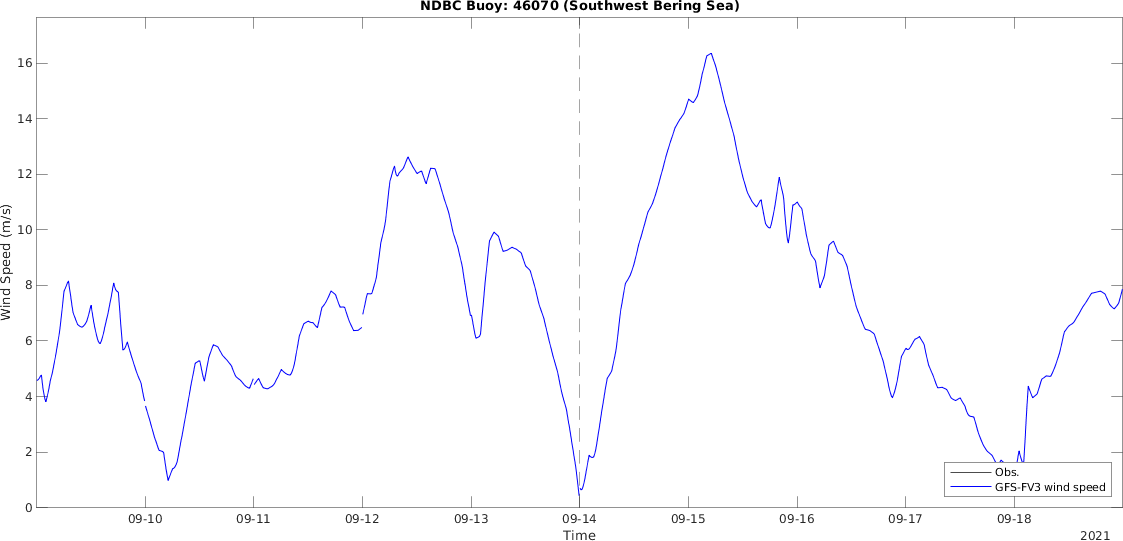 NDBC Buoy: 46070 (Southwest Bering Sea)
Wind Speed (m/s)
16
14
12
10
8
6
4
2
0
Obs.
GFS-FV3 wind speed
09-10 09-11 09-12 09-13 09-14 09-15 09-16 09-17 09-18
Time
2021